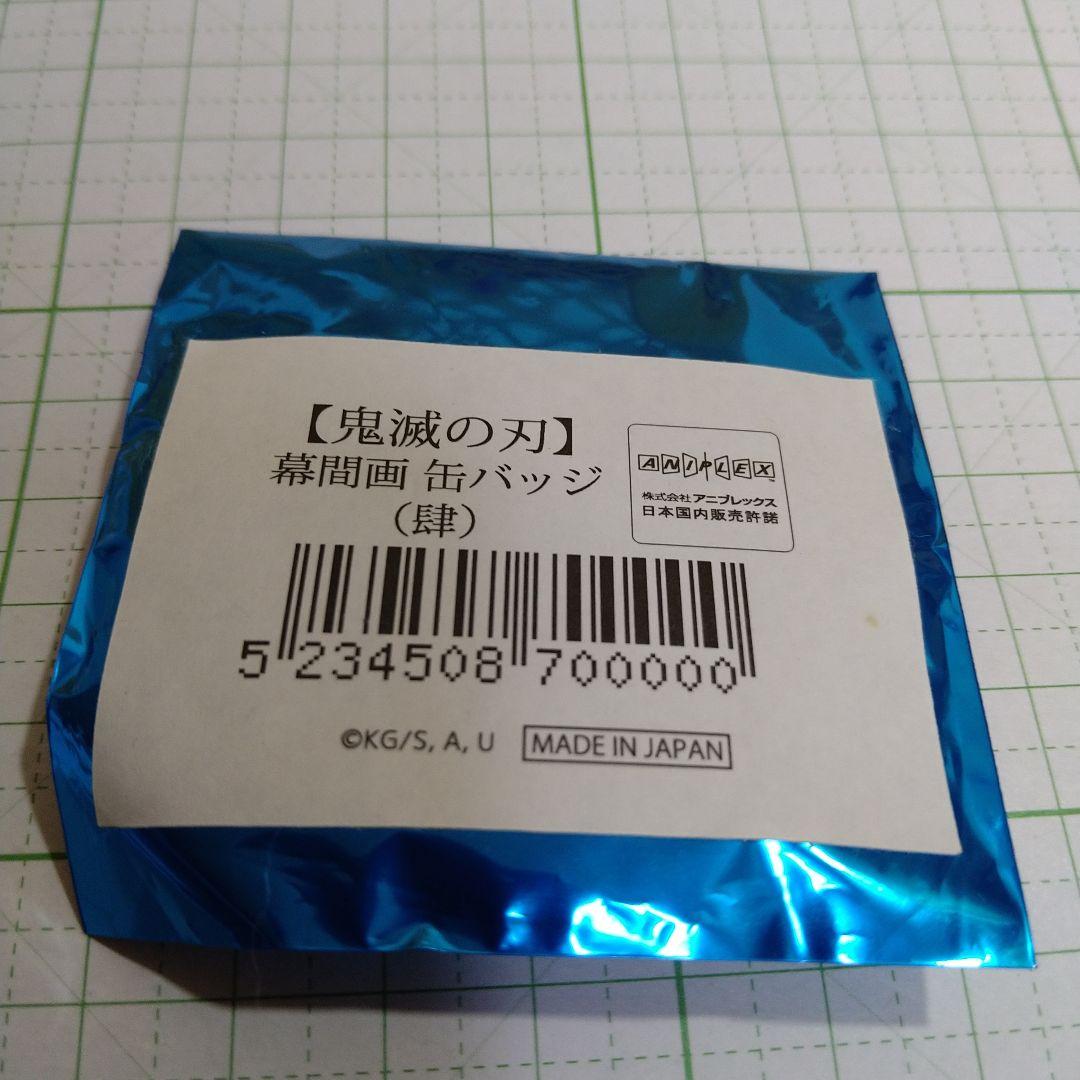 【鬼滅の刃】
幕間画 缶バッジ
（肆）
ANIPLEX™
株式会社 アニプレックス
日本国内販売許諾
5 234508 700000
©KG/S, A, U
MADE IN JAPAN